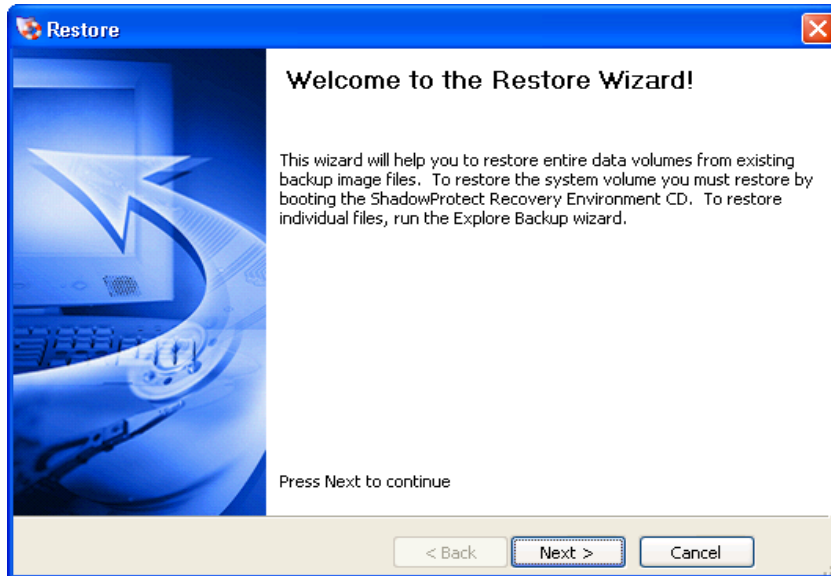 Restore
Welcome to the Restore Wizard!
This wizard will help you to restore entire data volumes from existing
backup image files. To restore the system volume you must restore by
booting the ShadowProtect Recovery Environment CD. To restore
individual files, run the Explore Backup wizard.
Press Next to continue
< Back
Next >
Cancel